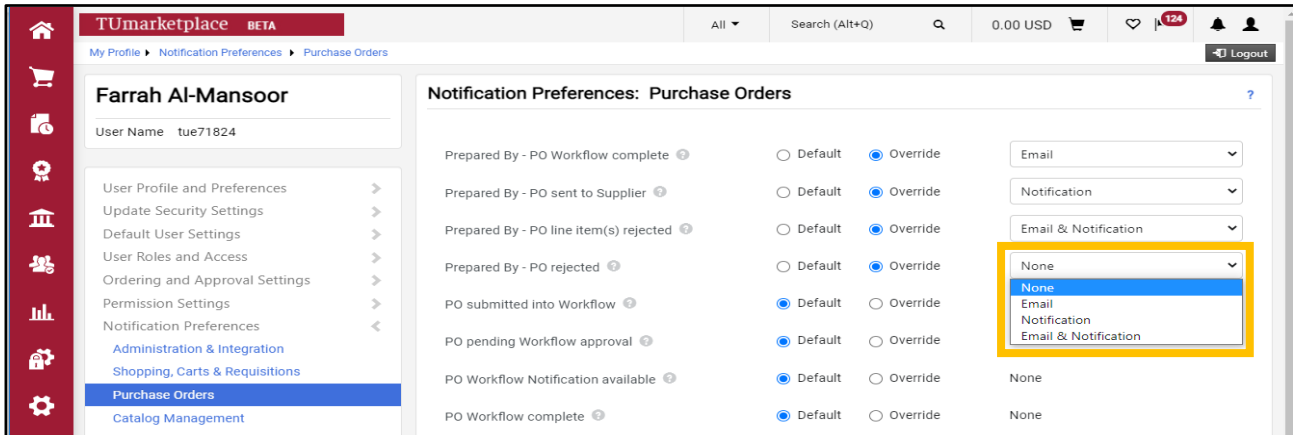 TUmarketplace BETA
All Search (Alt+Q) 0.00 USD 124
My Profile Notification Preferences Purchase Orders
Logout
Farrah Al-Mansoor
User Name tue71824
User Profile and Preferences
Update Security Settings
Default User Settings
User Roles and Access
Ordering and Approval Settings
Permission Settings
Notification Preferences
Administration & Integration
Shopping, Carts & Requisitions
Purchase Orders
Catalog Management
Notification Preferences: Purchase Orders ?
Prepared By - PO Workflow complete ? Default Override Email
Prepared By - PO sent to Supplier ? Default Override Notification
Prepared By - PO line item(s) rejected ? Default Override Email & Notification
Prepared By - PO rejected ? Default Override None
None
Email
Notification
Email & Notification
PO submitted into Workflow ? Default Override
PO pending Workflow approval ? Default Override
PO Workflow Notification available ? Default Override None
PO Workflow complete ? Default Override None